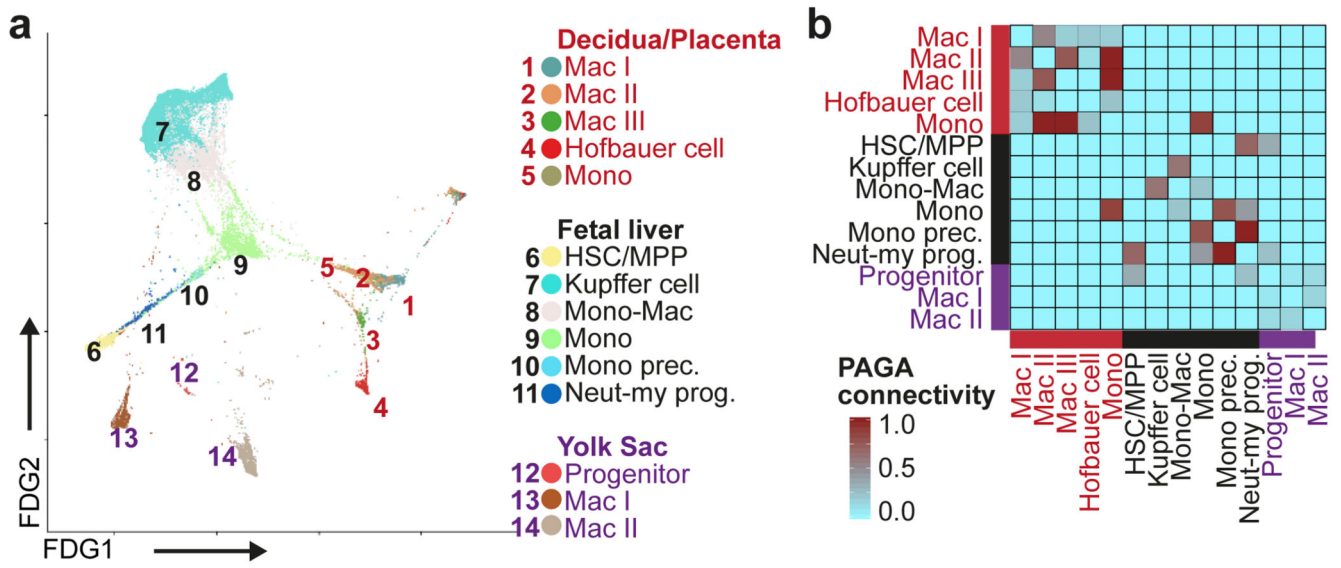 a
FDG2
FDG1
7
8
9
10
11
6
12
13
14
5
2
1
3
4
Decidua/Placenta
1 Mac I
2 Mac II
3 Mac III
4 Hofbauer cell
5 Mono
Fetal liver
6 HSC/MPP
7 Kupffer cell
8 Mono-Mac
9 Mono
10 Mono prec.
11 Neut-my prog.
Yolk Sac
12 Progenitor
13 Mac I
14 Mac II
b
Mac I
Mac II
Mac III
Hofbauer cell
Mono
HSC/MPP
Kupffer cell
Mono-Mac
Mono
Mono prec.
Neut-my prog.
Progenitor
Mac I
Mac II
Mac I
Mac II
Mac III
Hofbauer cell
Mono
HSC/MPP
Kupffer cell
Mono-Mac
Mono
Mono prec.
Neut-my prog.
Progenitor
Mac I
Mac II
PAGA
connectivity
1.0
0.5
0.0